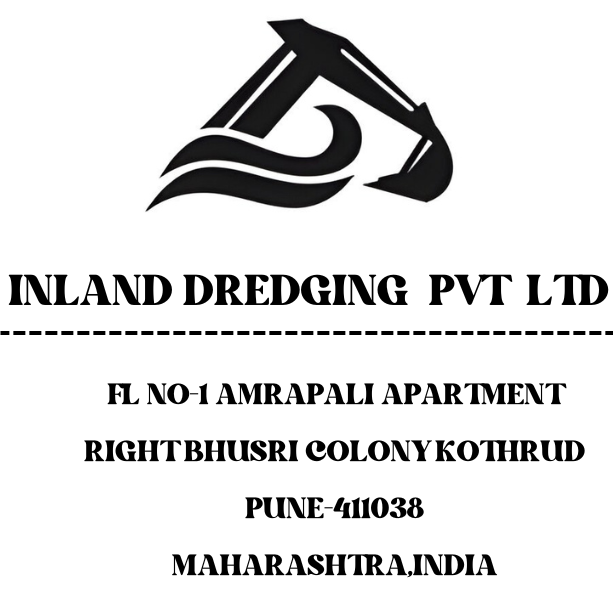 INLAND DREDGING PVT LTD
FL NO-1 AMRAPALI APARTMENT
RIGHT BHUSRI COLONY KOTHRUD
PUNE-411038
MAHARASHTRA,INDIA